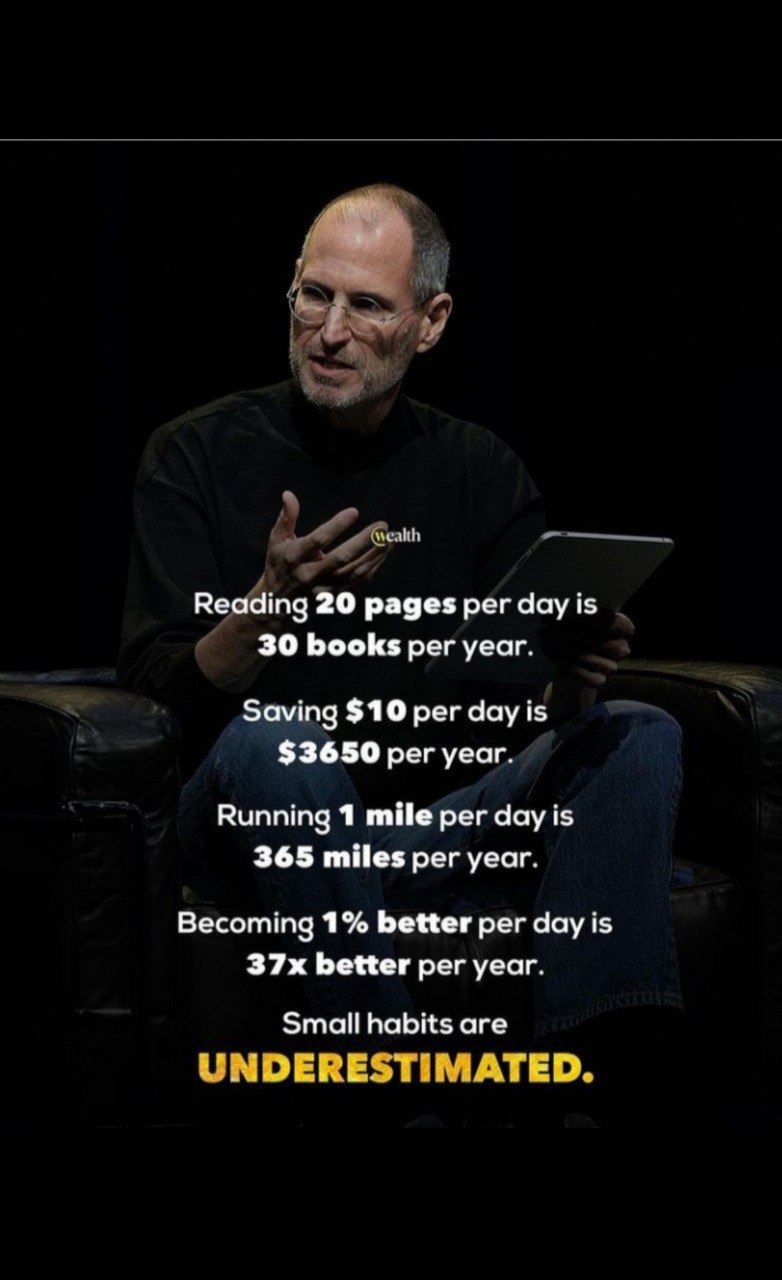 wealth
Reading 20 pages per day is
30 books per year.
Saving $10 per day is
$3650 per year.
Running 1 mile per day is
365 miles per year.
Becoming 1% better per day is
37x better per year.
Small habits are
UNDERESTIMATED.